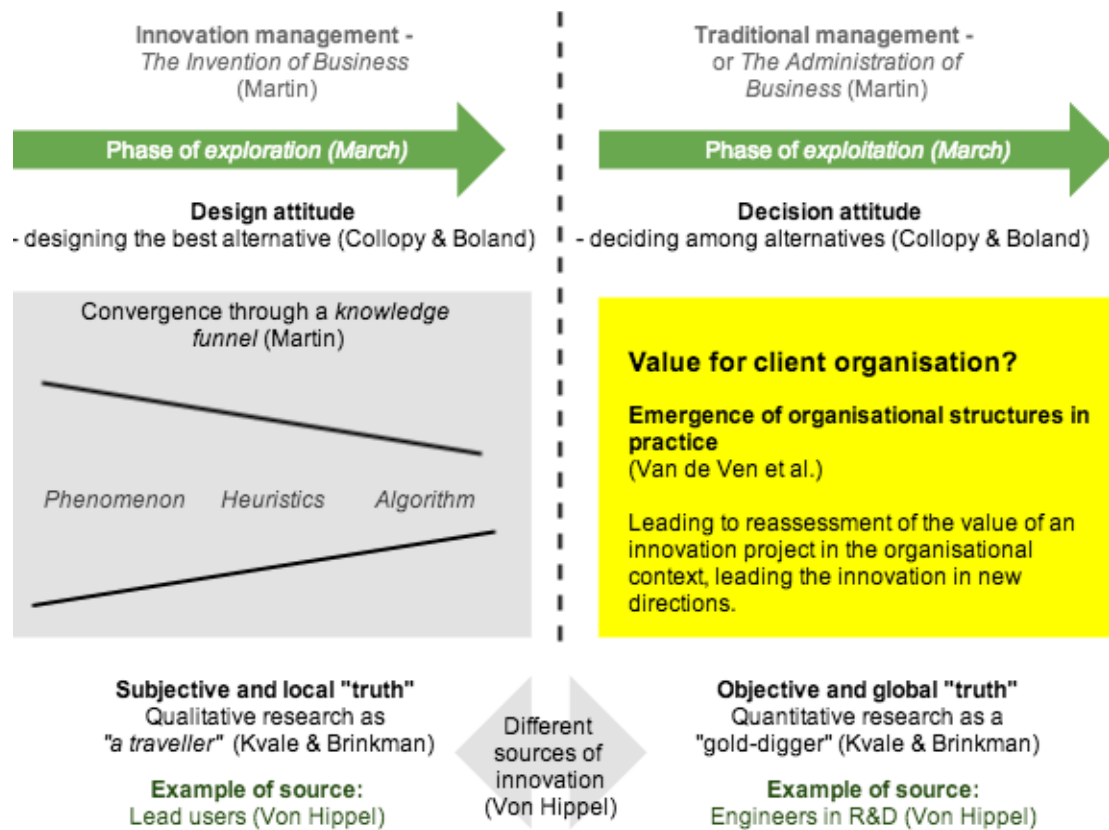 Innovation management -
The Invention of Business
(Martin)
Traditional management -
or The Administration of
Business (Martin)
Phase of exploration (March)
Phase of exploitation (March)
Design attitude
- designing the best alternative (Collopy & Boland)
Decision attitude
- deciding among alternatives (Collopy & Boland)
Convergence through a knowledge
funnel (Martin)
Phenomenon Heuristics Algorithm
Value for client organisation?
Emergence of organisational structures in
practice
(Van de Ven et al.)
Leading to reassessment of the value of an
innovation project in the organisational
context, leading the innovation in new
directions.
Subjective and local "truth"
Qualitative research as
"a traveller" (Kvale & Brinkman)
Example of source:
Lead users (Von Hippel)
Different
sources of
innovation
(Von Hippel)
Objective and global "truth"
Quantitative research as a
"gold-digger" (Kvale & Brinkman)
Example of source:
Engineers in R&D (Von Hippel)